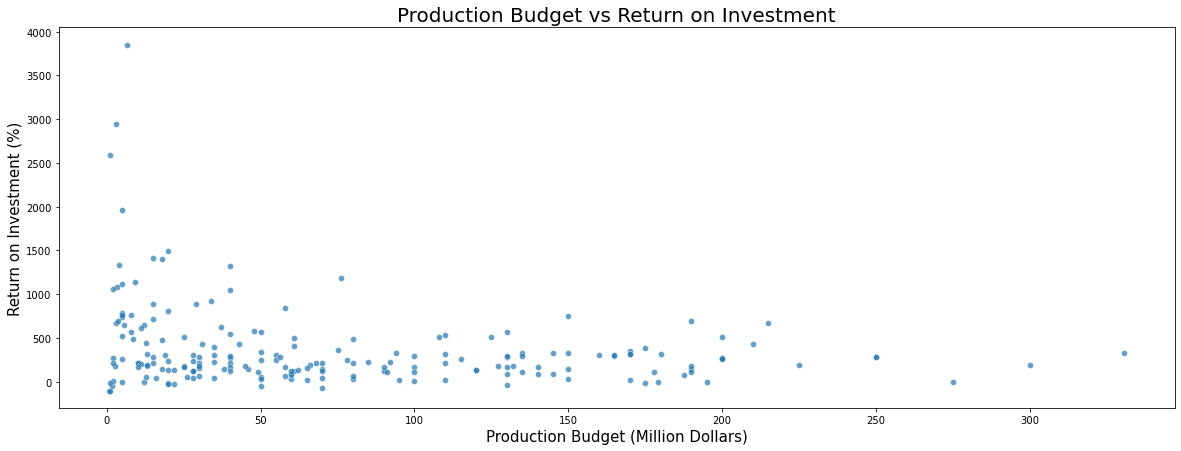 Production Budget vs Return on Investment
Return on Investment (%)
4000
3500
3000
2500
2000
1500
1000
500
0
0 50 100 150 200 250 300
Production Budget (Million Dollars)